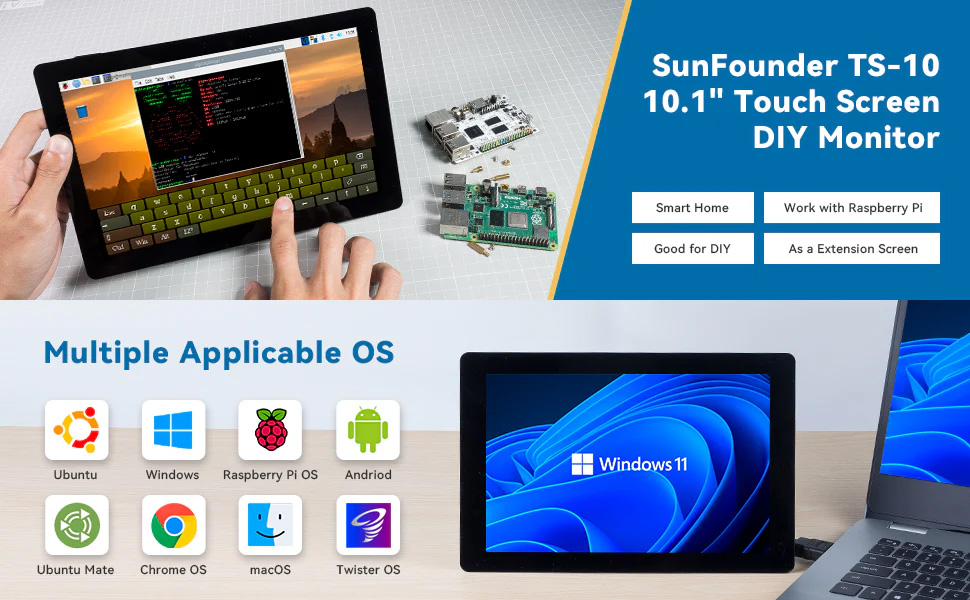 SunFounder TS-10
10.1" Touch Screen
DIY Monitor
Smart Home
Work with Raspberry Pi
Good for DIY
As a Extension Screen
Multiple Applicable OS
Ubuntu
Windows
Raspberry Pi OS
Andriod
Ubuntu Mate
Chrome OS
macOS
Twister OS
Windows 11